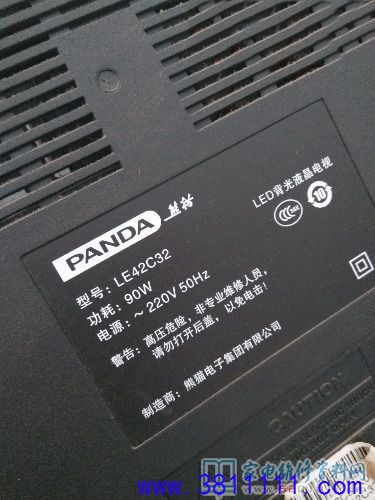 PANDA 熊猫
LED背光液晶电视
型号：LE42C32
功耗：90W
电源：～220V 50Hz
警告：高压危险，非专业维修人员，
请勿打开后盖，以免电击！
制造商：熊猫电子集团有限公司
CAUTION
家电软件资料网
www.3811111.com